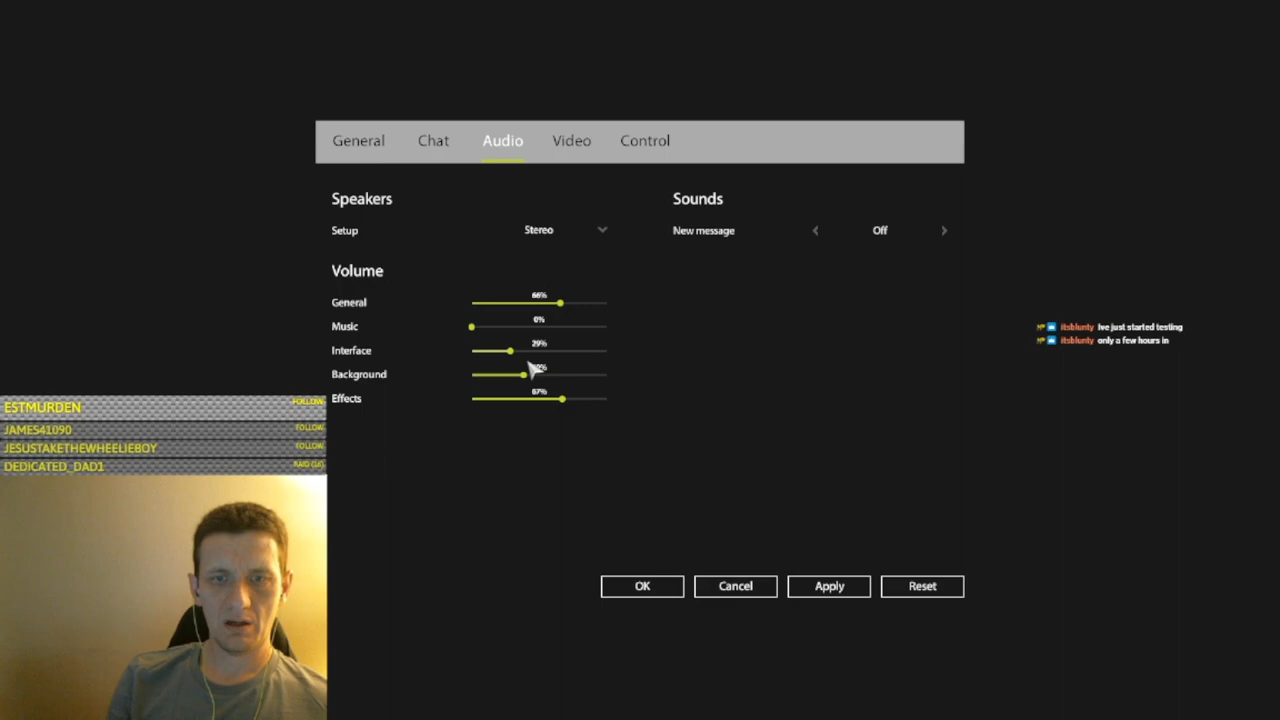 General Chat Audio Video Control
Speakers
Sounds
Setup Stereo
New message Off
Volume
General 66%
Music 0%
Interface 29%
Background
Effects 67%
itsblunty Ive just started testing
itsblunty only a few hours in
ESTMURDEN FOLLOW
JAMES41090 FOLLOW
JESUSTAKETHEWHEELIEBOY FOLLOW
DEDICATED_DAD1 RAID (16)
OK Cancel Apply Reset